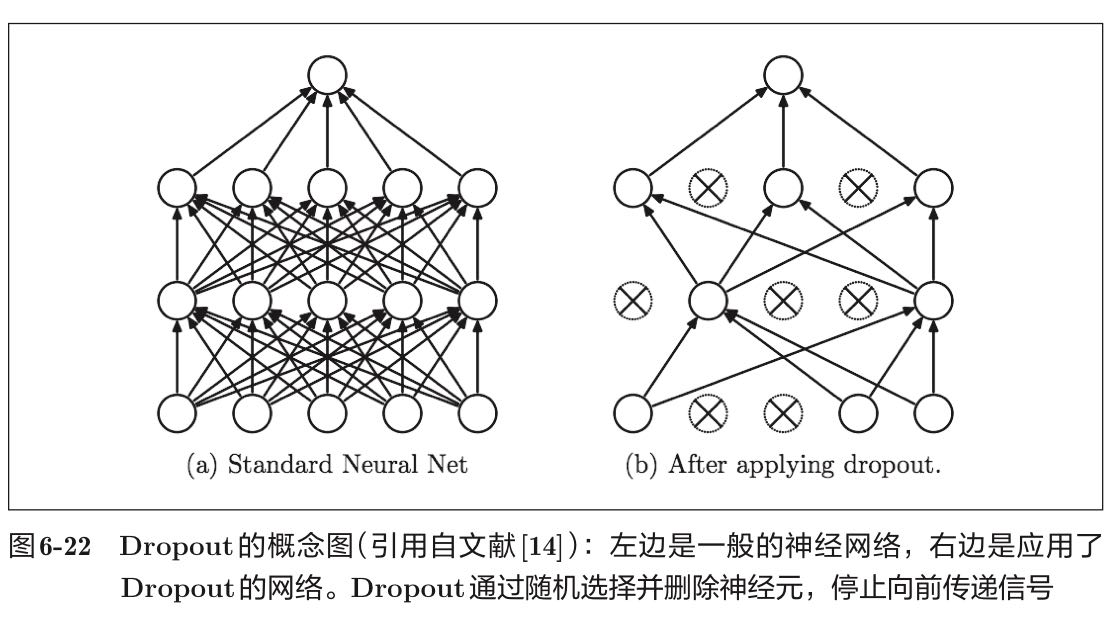 (a) Standard Neural Net
(b) After applying dropout.
图6-22 Dropout的概念图(引用自文献[14])：左边是一般的神经网络，右边是应用了
Dropout的网络。Dropout通过随机选择并删除神经元，停止向前传递信号